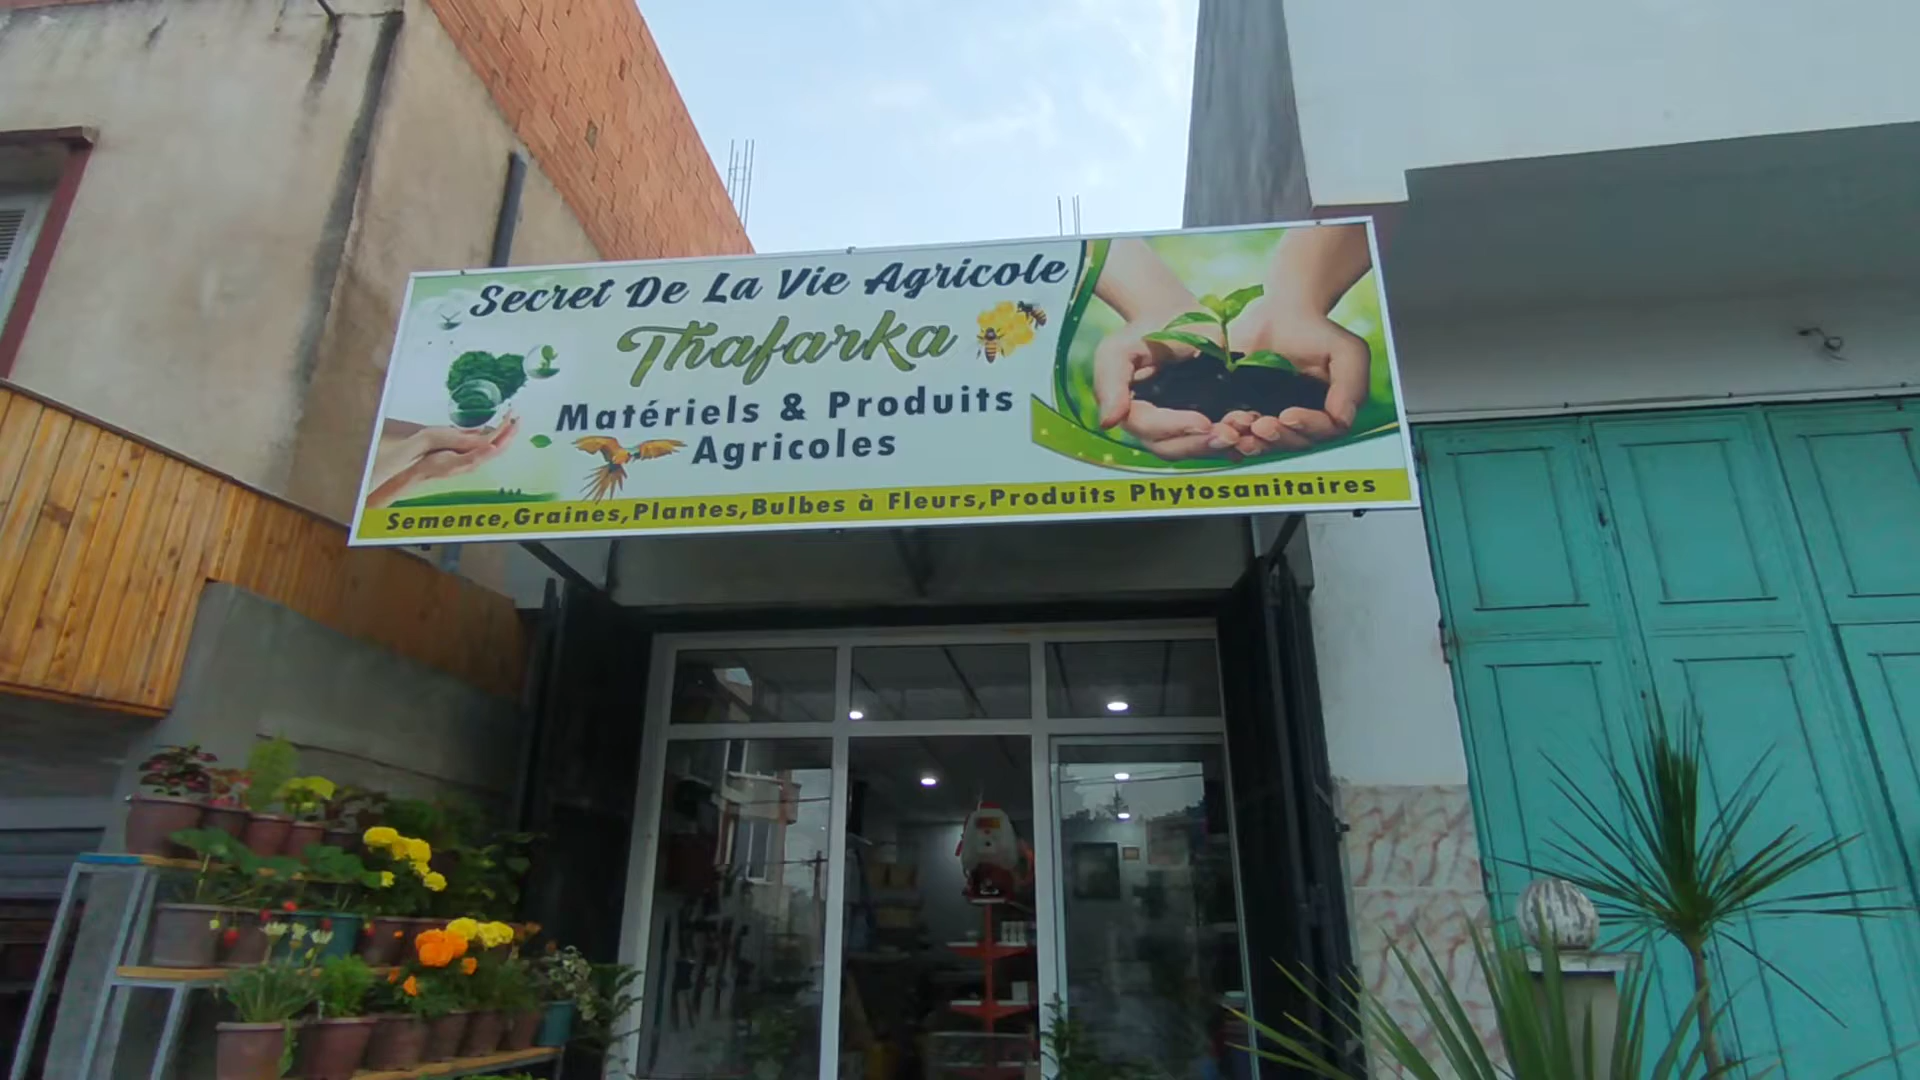 Secret De La Vie Agricole
Thafarka
Matériels & Produits
Agricoles
Semence,Graines,Plantes,Bulbes à Fleurs,Produits Phytosanitaires